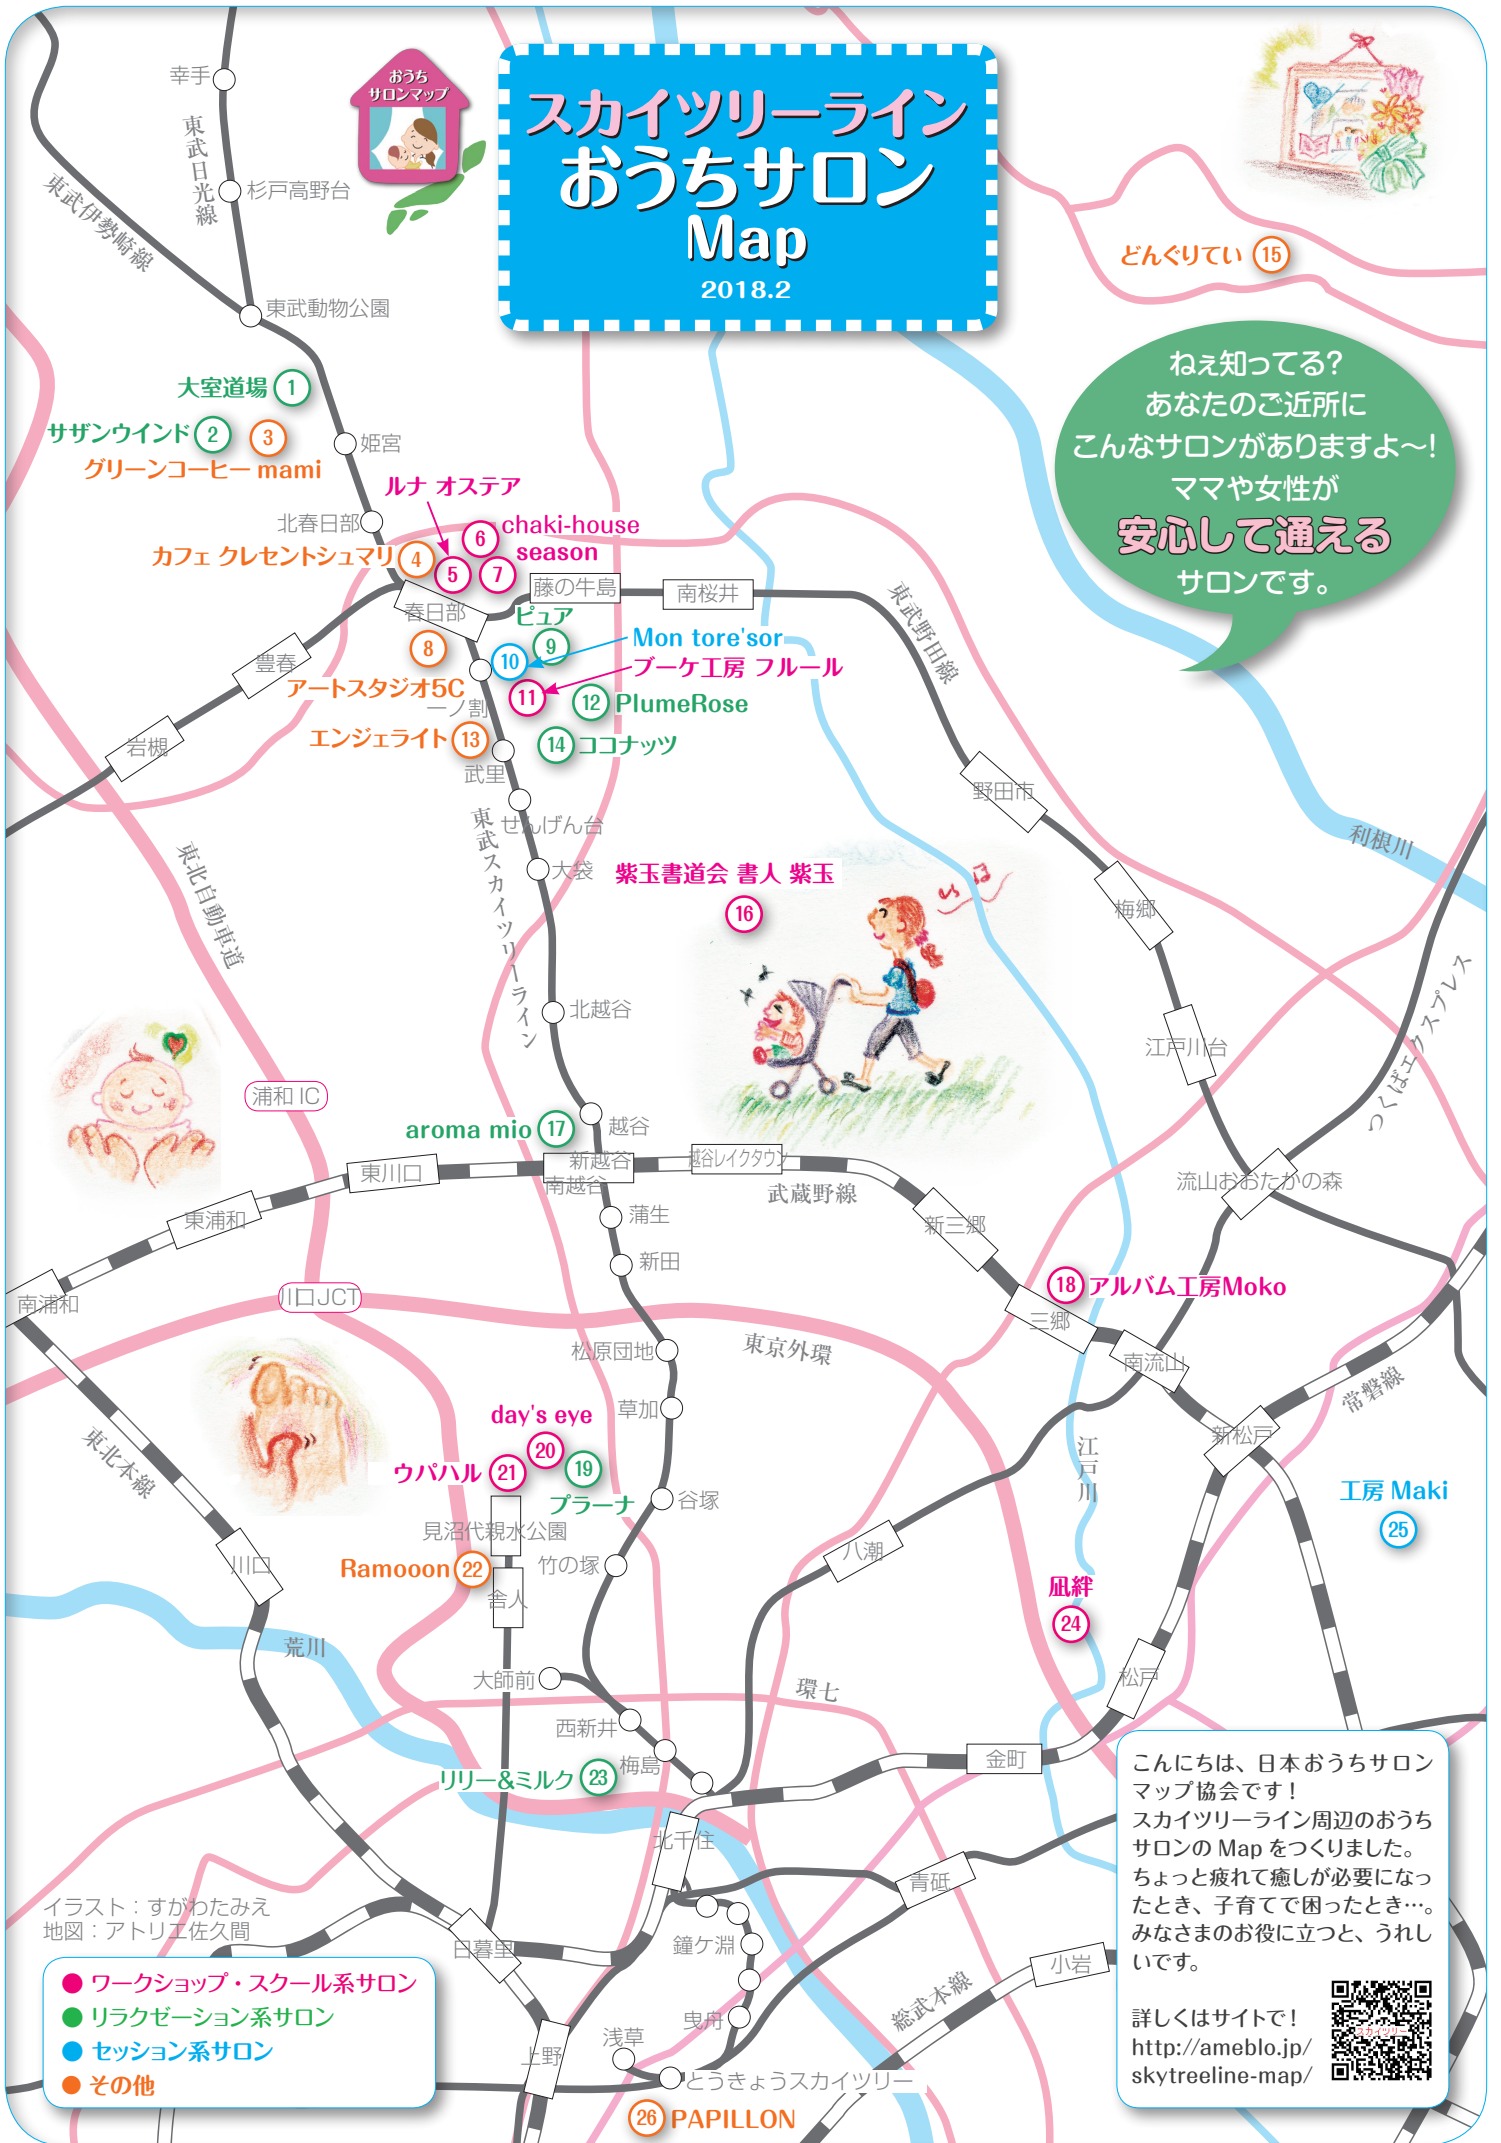 おうち
サロンマップ
スカイツリーライン
おうちサロン
Map
2018.2
幸手
東武日光線
杉戸高野台
東武伊勢崎線
東武動物公園
どんぐりてい 15
ねぇ知ってる?
あなたのご近所に
こんなサロンがありますよ〜!
ママや女性が
安心して通える
サロンです。
大室道場 1
サザンウインド 2
3
グリーンコーヒー mami
姫宮
ルナ オステア
北春日部
6 chaki-house
カフェ クレセントシュマリ 4
5
7 season
藤の牛島
南桜井
東武野田線
春日部
ピュア
9
8
10 Mon tore'sor
豊春
ブーケ工房 フルール
11
アートスタジオ5C
一ノ割
12 PlumeRose
岩槻
エンジェライト 13
14 ココナッツ
武里
野田市
せんげん台
東武スカイツリーライン
利根川
東北自動車道
大袋
紫玉書道会 書人 紫玉
16
梅郷
つくばエクスプレス
北越谷
江戸川台
浦和 IC
aroma mio 17
越谷
新越谷
南越谷
越谷レイクタウン
東川口
武蔵野線
流山おおたかの森
東浦和
蒲生
新三郷
新田
南浦和
川口JCT
18 アルバム工房Moko
三郷
東京外環
松原団地
南流山
常磐線
草加
day's eye
20
新松戸
東北本線
ウパハル 21
19
プラーナ
江戸川
谷塚
工房 Maki
25
見沼代親水公園
八潮
川口
Ramooon 22
竹の塚
舎人
凪絆
24
荒川
大師前
松戸
環七
西新井
梅島
金町
リリー&ミルク 23
北千住
青砥
イラスト：すがわたみえ
地図：アトリエ佐久間
日暮里
鐘ケ淵
小岩
総武本線
曳舟
浅草
上野
とうきょうスカイツリー
26 PAPILLON
ワークショップ・スクール系サロン
リラクゼーション系サロン
セッション系サロン
その他
こんにちは、日本おうちサロン
マップ協会です！
スカイツリーライン周辺のおうち
サロンの Map をつくりました。
ちょっと疲れて癒しが必要になっ
たとき、子育てで困ったとき…。
みなさまのお役に立つと、うれし
いです。
詳しくはサイトで！
http://ameblo.jp/
skytreeline-map/
スカイツリー